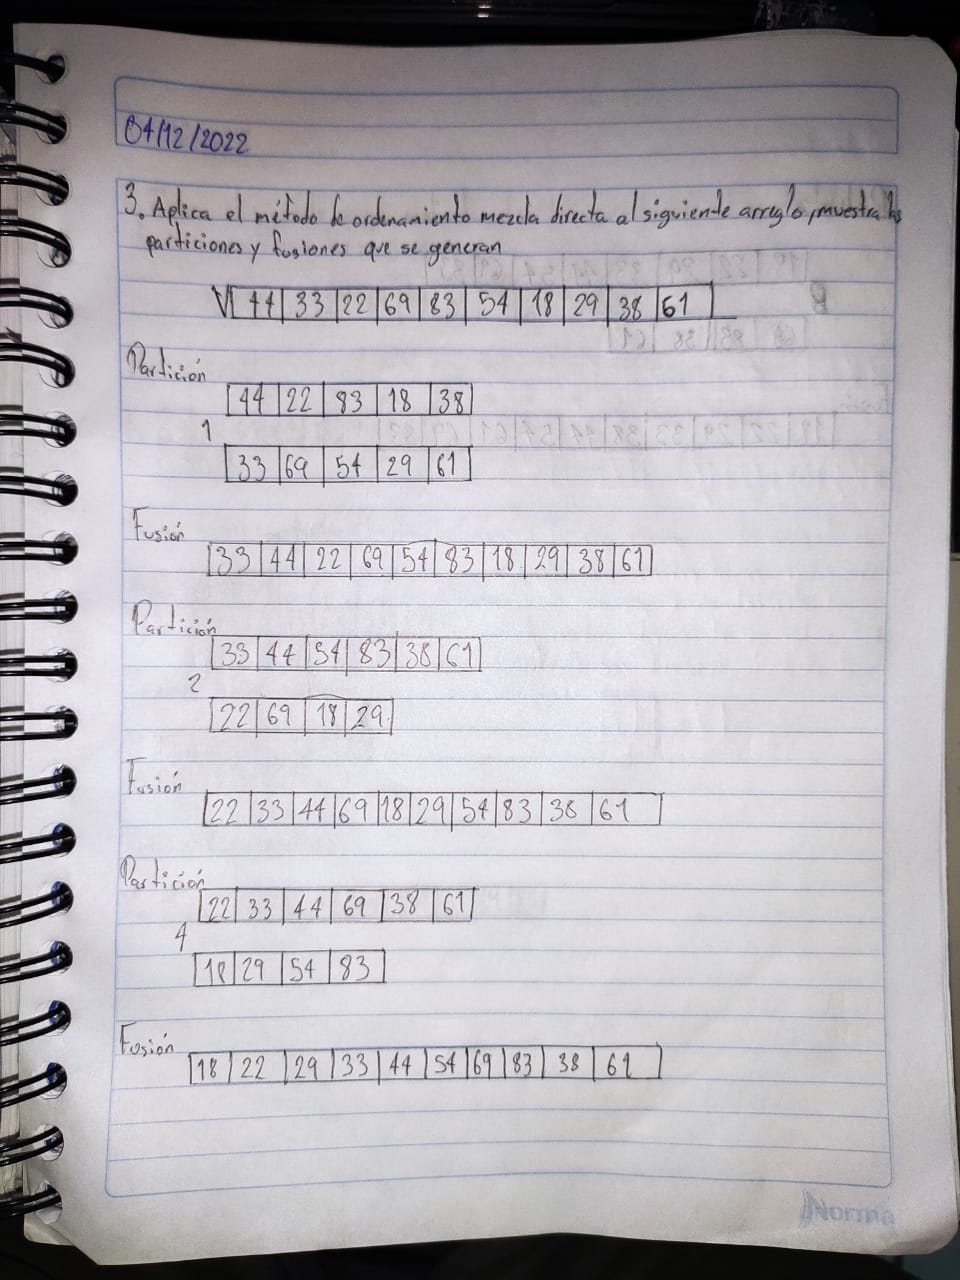 04/12/2022
3. Aplica el método de ordenamiento mezcla directa al siguiente arreglo, muestra las
particiones y fusiones que se generan
V 44 33 22 69 83 54 18 29 38 61
Partición
44 22 83 18 38
1
33 69 54 29 61
Fusión
33 44 22 69 54 83 18 29 38 61
Partición
33 44 54 83 38 61
2
22 69 18 29
Fusión
22 33 44 69 18 29 54 83 38 61
Partición
22 33 44 69 38 61
4
18 29 54 83
Fusión
18 22 29 33 44 54 69 83 38 61
Norma